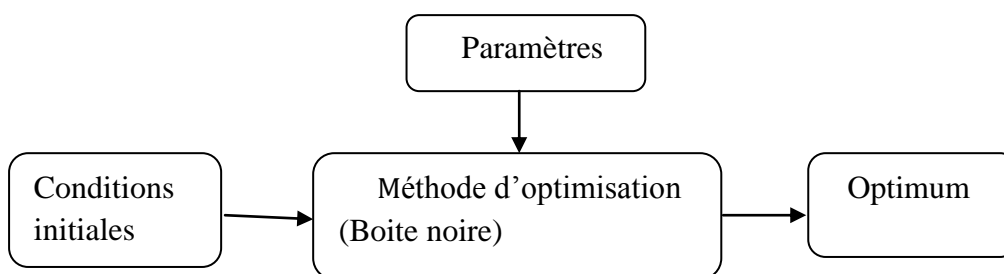 Paramètres
Conditions
initiales
Méthode d’optimisation
(Boite noire)
Optimum